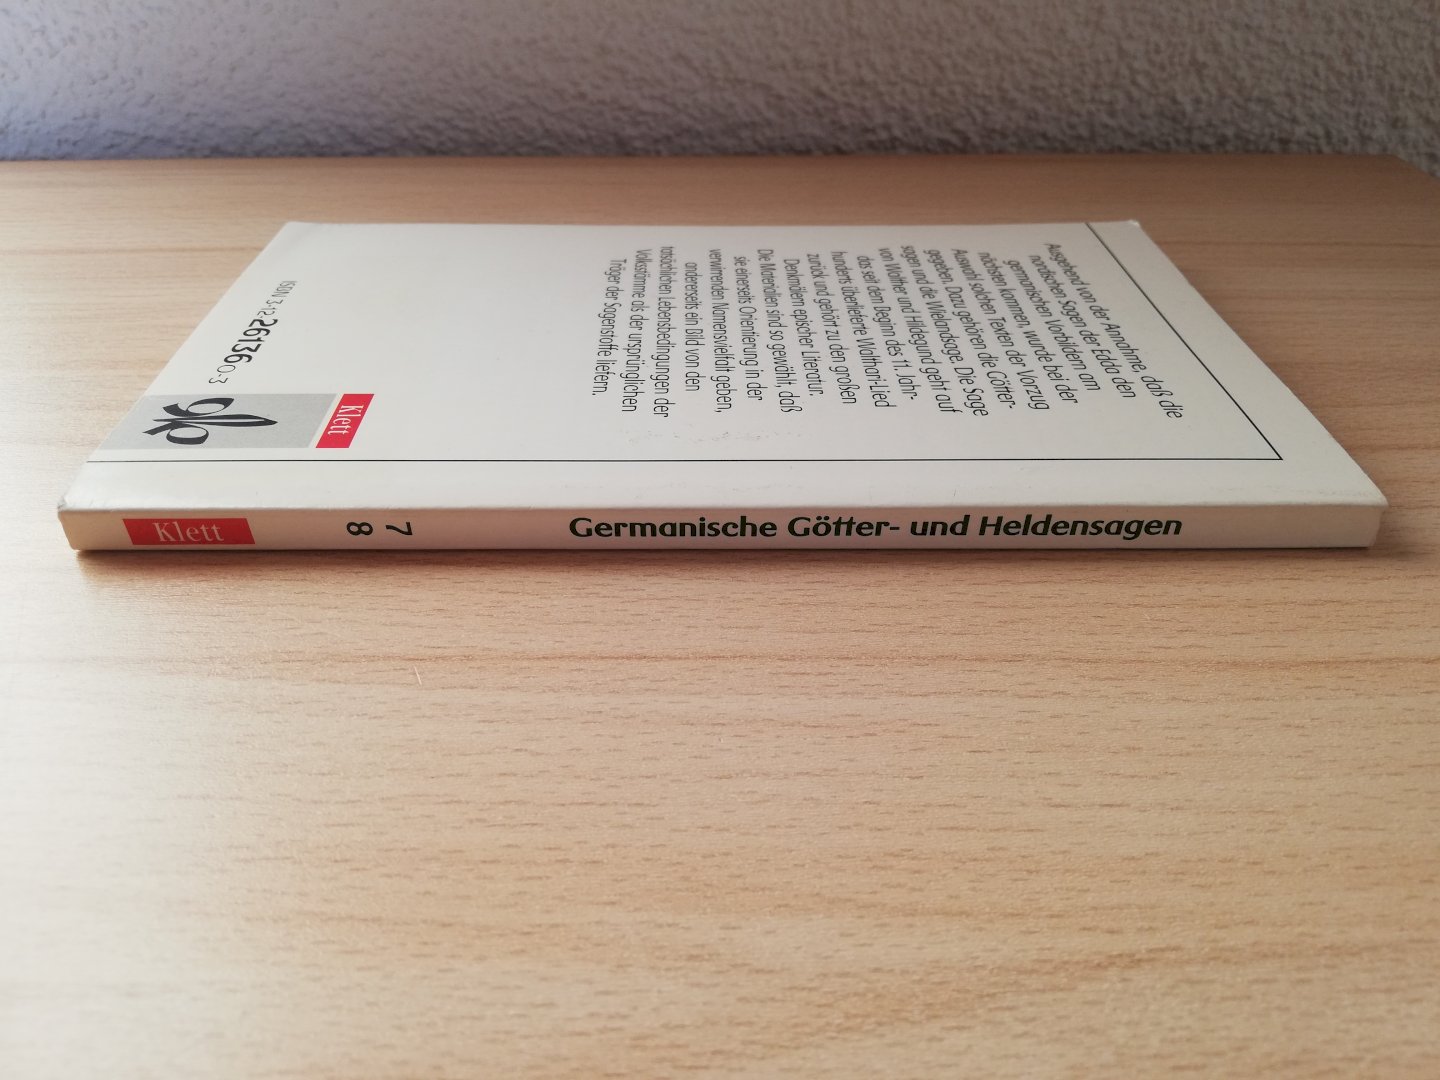 Ausgehend von der Annahme, daß die
nordischen Sagen der Edda den
germanischen Vorbildern am
nächsten kommen, wurde bei der
Auswahl solchen Texten der Vorzug
gegeben. Dazu gehören die Götter-
sagen und die Wielandsage. Die Sage
von Walther und Hildegund geht auf
das seit dem Beginn des 11. Jahr-
hunderts überlieferte Walthari-Lied
zurück und gehört zu den großen
Denkmälern epischer Literatur.
Die Materialien sind so gewählt, daß
sie einerseits Orientierung in der
verwirrenden Namensvielfalt geben,
andererseits ein Bild von den
tatsächlichen Lebensbedingungen der
Volksstämme als der ursprünglichen
Träger der Sagenstoffe liefern.
Klett
ISBN 3-12-261360-3
Klett
7
8
Germanische Götter- und Heldensagen